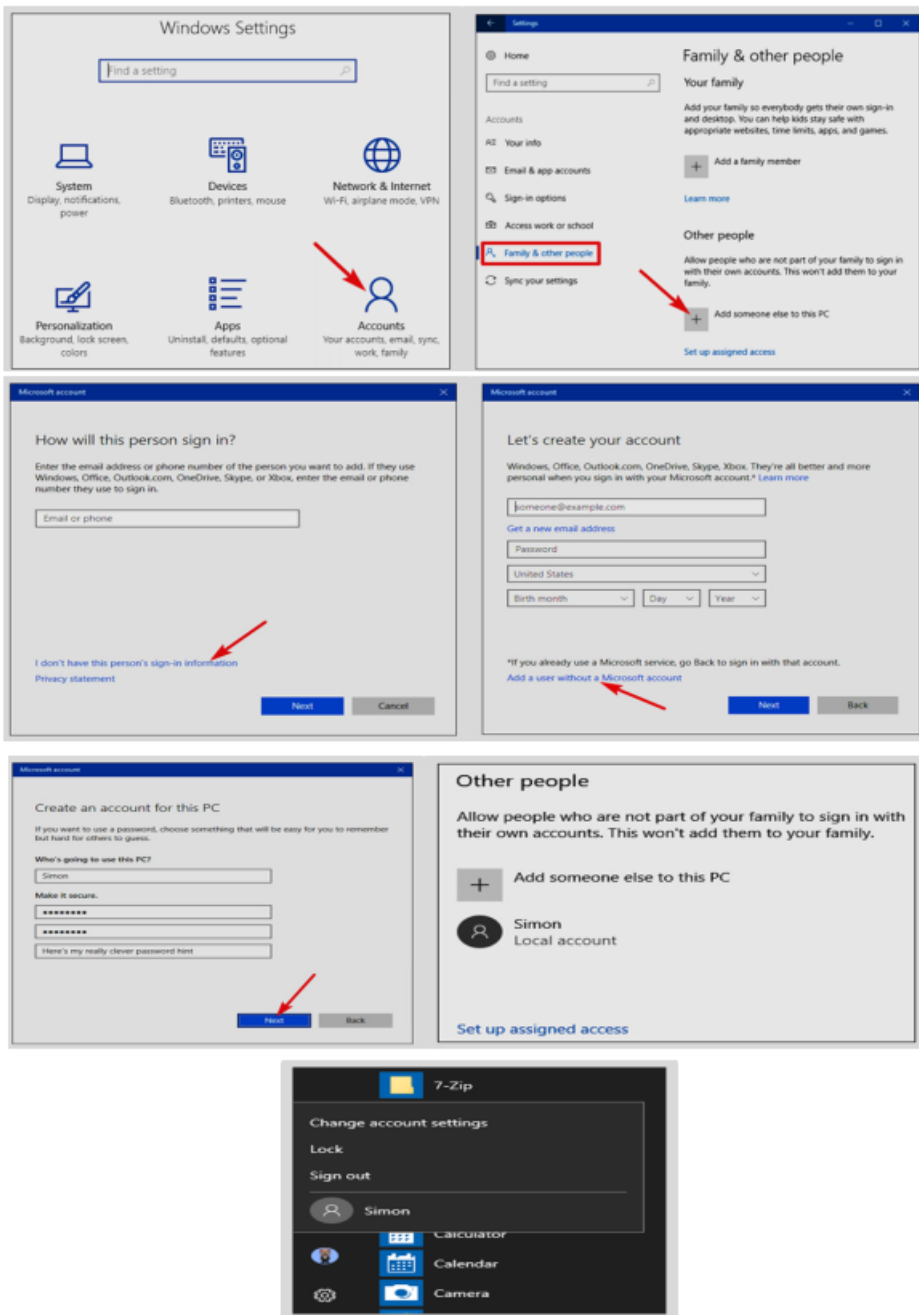 Windows Settings
Find a setting
System
Display, notifications,
power
Devices
Bluetooth, printers, mouse
Network & Internet
Wi-Fi, airplane mode, VPN
Personalization
Background, lock screen,
colors
Apps
Uninstall, defaults, optional
features
Accounts
Your accounts, email, sync,
work, family
Settings
Home
Find a setting
Accounts
Your info
Email & app accounts
Sign-in options
Access work or school
Family & other people
Sync your settings
Family & other people
Your family
Add your family so everybody gets their own sign-in
and desktop. You can help kids stay safe with
appropriate websites, time limits, apps, and games.
Add a family member
Learn more
Other people
Allow people who are not part of your family to sign in
with their own accounts. This won't add them to your
family.
Add someone else to this PC
Set up assigned access
Microsoft account
How will this person sign in?
Enter the email address or phone number of the person you want to add. If they use
Windows, Office, Outlook.com, OneDrive, Skype, or Xbox, enter the email or phone
number they use to sign in.
Email or phone
I don't have this person's sign-in information
Privacy statement
Next
Cancel
Microsoft account
Let's create your account
Windows, Office, Outlook.com, OneDrive, Skype, Xbox. They're all better and more
personal when you sign in with your Microsoft account.* Learn more
someone@example.com
Get a new email address
Password
United States
Birth month
Day
Year
*If you already use a Microsoft service, go Back to sign in with that account.
Add a user without a Microsoft account
Next
Back
Microsoft account
Create an account for this PC
If you want to use a password, choose something that will be easy for you to remember
but hard for others to guess.
Who's going to use this PC?
Simon
Make it secure.
Here's my really clever password hint
Next
Back
Other people
Allow people who are not part of your family to sign in with
their own accounts. This won't add them to your family.
Add someone else to this PC
Simon
Local account
Set up assigned access
7-Zip
Change account settings
Lock
Sign out
Simon
Calculator
Calendar
Camera